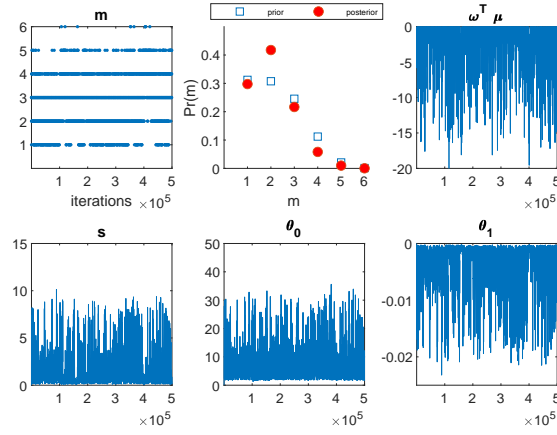 m
6
5
4
3
2
1
1 2 3 4 5
iterations ×10^5
prior posterior
Pr(m)
0.4
0.3
0.2
0.1
0
1 2 3 4 5 6
m
ω^T μ
0
-5
-10
-15
-20
1 2 3 4 5
×10^5
s
15
10
5
0
1 2 3 4 5
×10^5
θ_0
50
40
30
20
10
0
1 2 3 4 5
×10^5
θ_1
0
-0.01
-0.02
1 2 3 4 5
×10^5